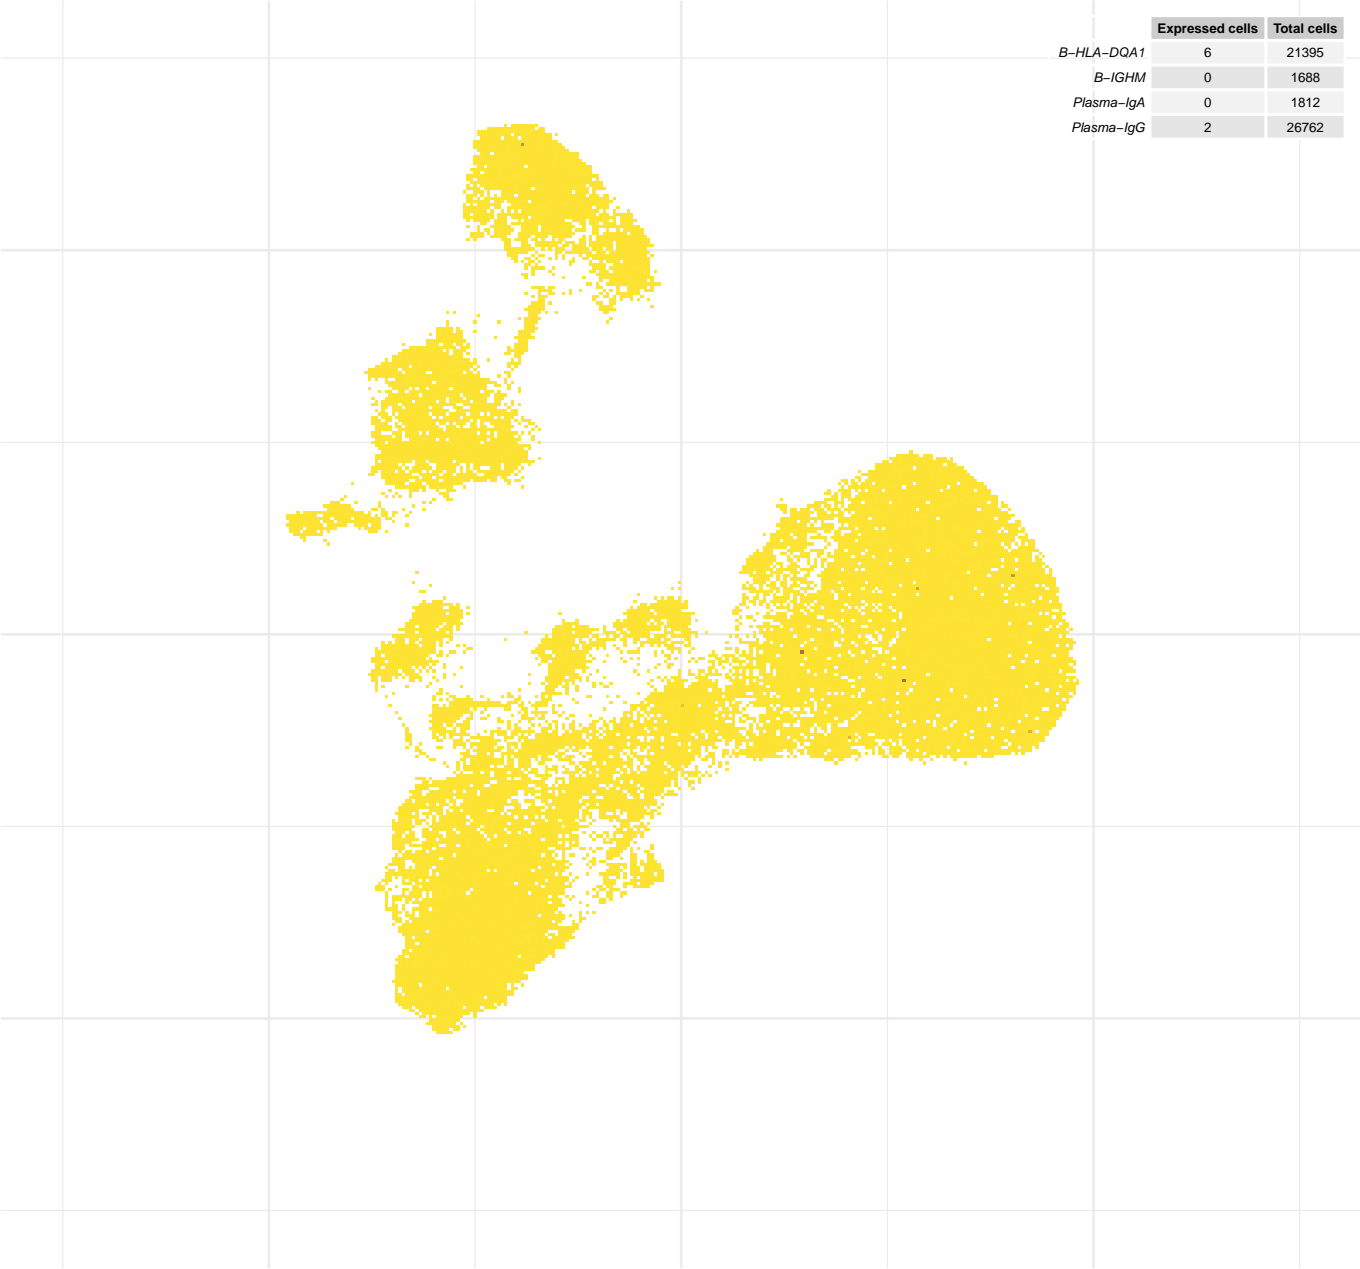 Expressed cells Total cells
B−HLA−DQA1 6 21395
B−IGHM 0 1688
Plasma−IgA 0 1812
Plasma−IgG 2 26762